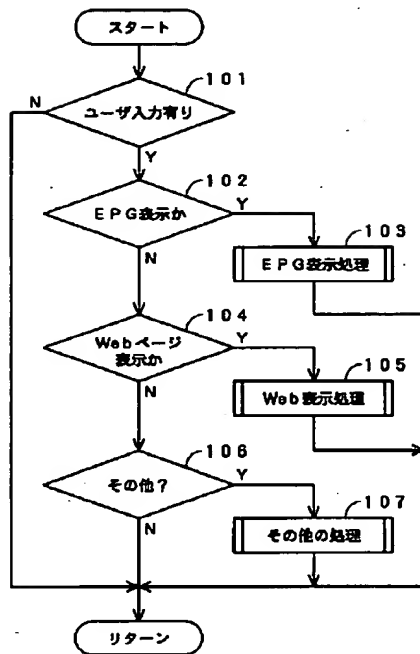 スタート
101
N
ユーザ入力有り
Y
102
EPG表示か
Y
103
EPG表示処理
N
104
Webページ
表示か
Y
105
Web表示処理
N
106
その他?
Y
107
その他の処理
N
リターン